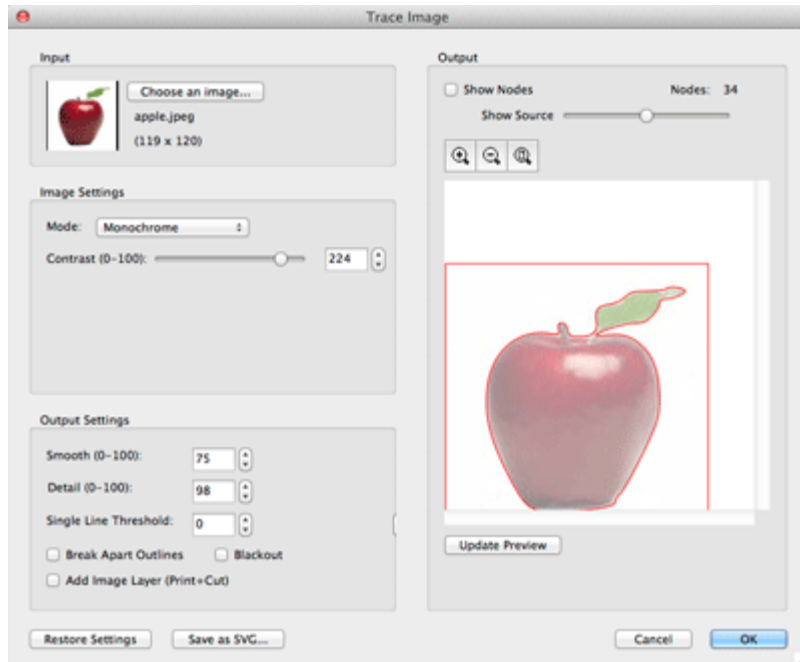 Trace Image
Input
Choose an image...
apple.jpeg
(119 x 120)
Image Settings
Mode: Monochrome
Contrast (0-100): 224
Output Settings
Smooth (0-100): 75
Detail (0-100): 98
Single Line Threshold: 0
Break Apart Outlines Blackout
Add Image Layer (Print+Cut)
Restore Settings Save as SVG...
Output
Show Nodes Nodes: 34
Show Source
Update Preview
Cancel OK